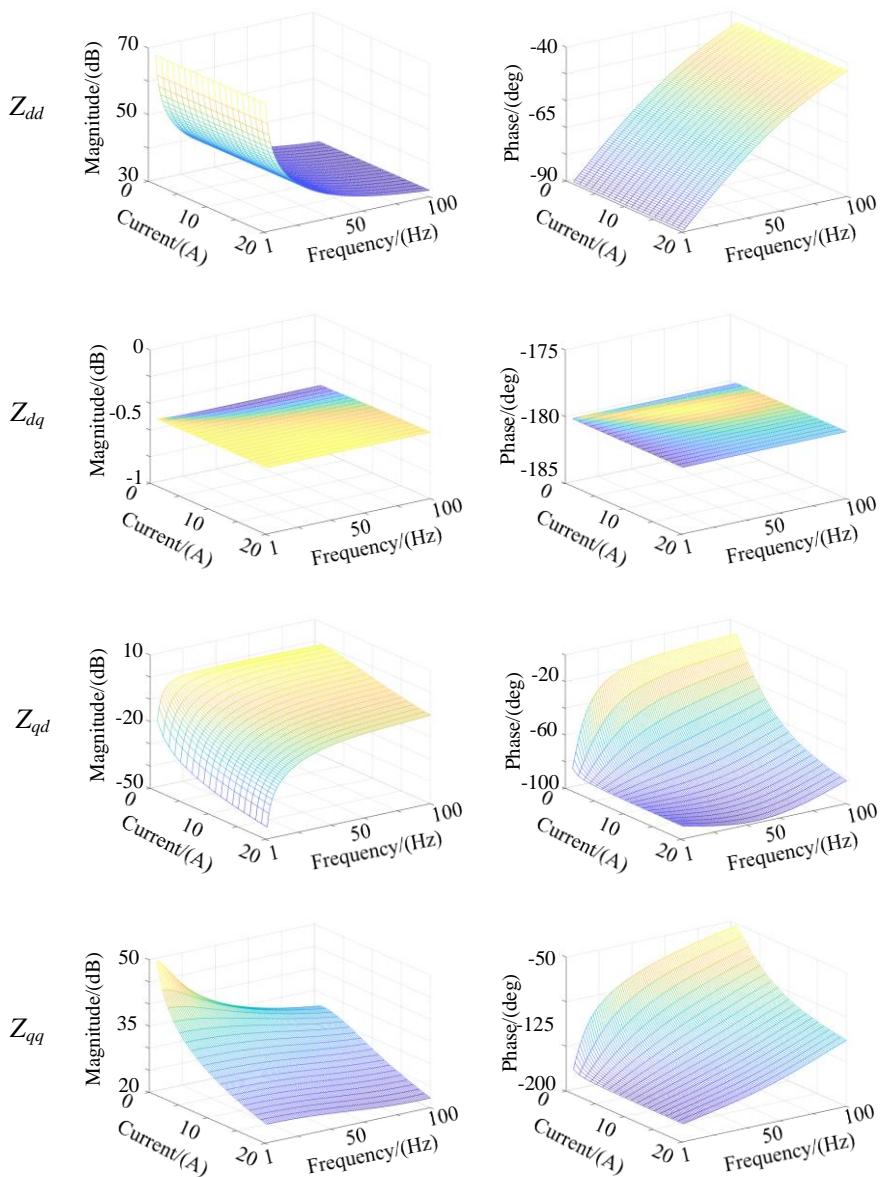 Z_dd
Magnitude/(dB)
70
50
30
0
10
20
Current/(A)
1
50
100
Frequency/(Hz)
Phase/(deg)
-40
-65
-90
0
10
20
Current/(A)
1
50
100
Frequency/(Hz)
Z_dq
Magnitude/(dB)
0
-0.5
-1
0
10
20
Current/(A)
1
50
100
Frequency/(Hz)
Phase/(deg)
-175
-180
-185
0
10
20
Current/(A)
1
50
100
Frequency/(Hz)
Z_qd
Magnitude/(dB)
10
-20
-50
0
10
20
Current/(A)
1
50
100
Frequency/(Hz)
Phase/(deg)
-20
-60
-100
0
10
20
Current/(A)
1
50
100
Frequency/(Hz)
Z_qq
Magnitude/(dB)
50
35
20
0
10
20
Current/(A)
1
50
100
Frequency/(Hz)
Phase/(deg)
-50
-125
-200
0
10
20
Current/(A)
1
50
100
Frequency/(Hz)